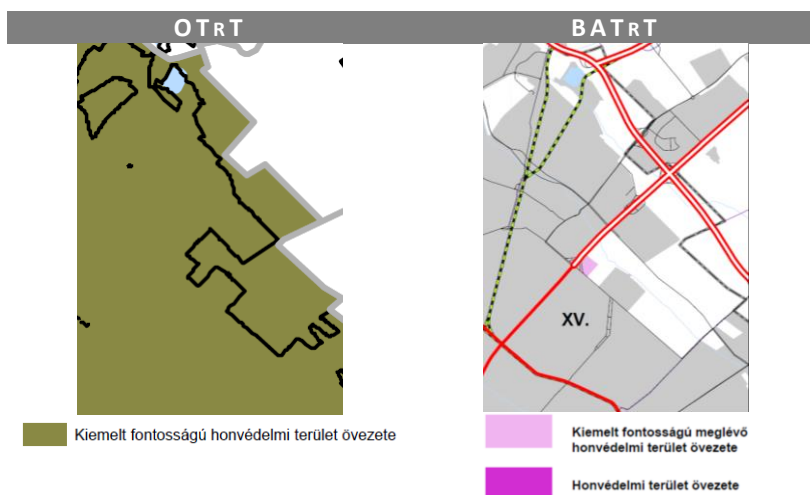 OTRT
BATRT
XV.
Kiemelt fontosságú honvédelmi terület övezete
Kiemelt fontosságú meglévő
honvédelmi terület övezete
Honvédelmi terület övezete